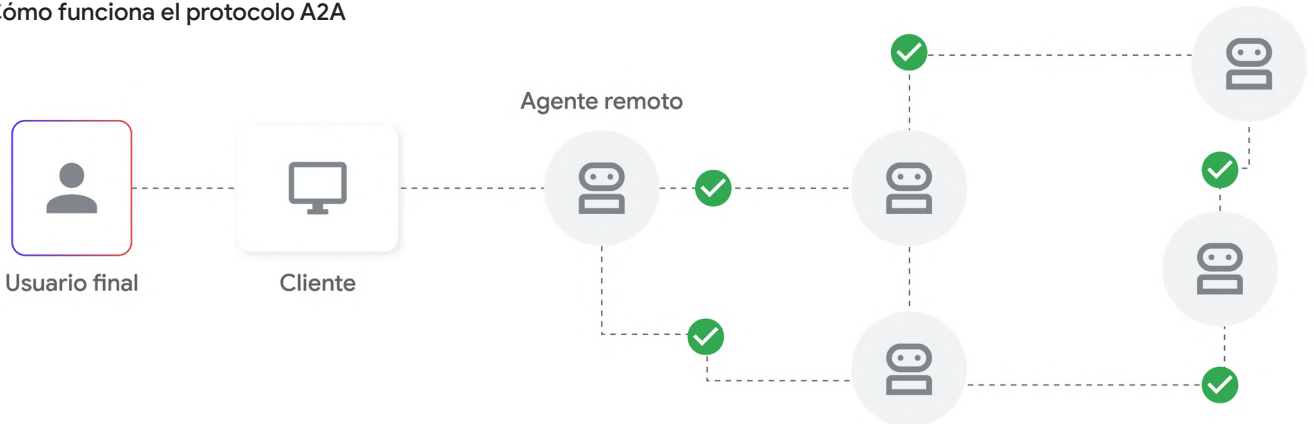 Cómo funciona el protocolo A2A
Agente remoto
Usuario final
Cliente